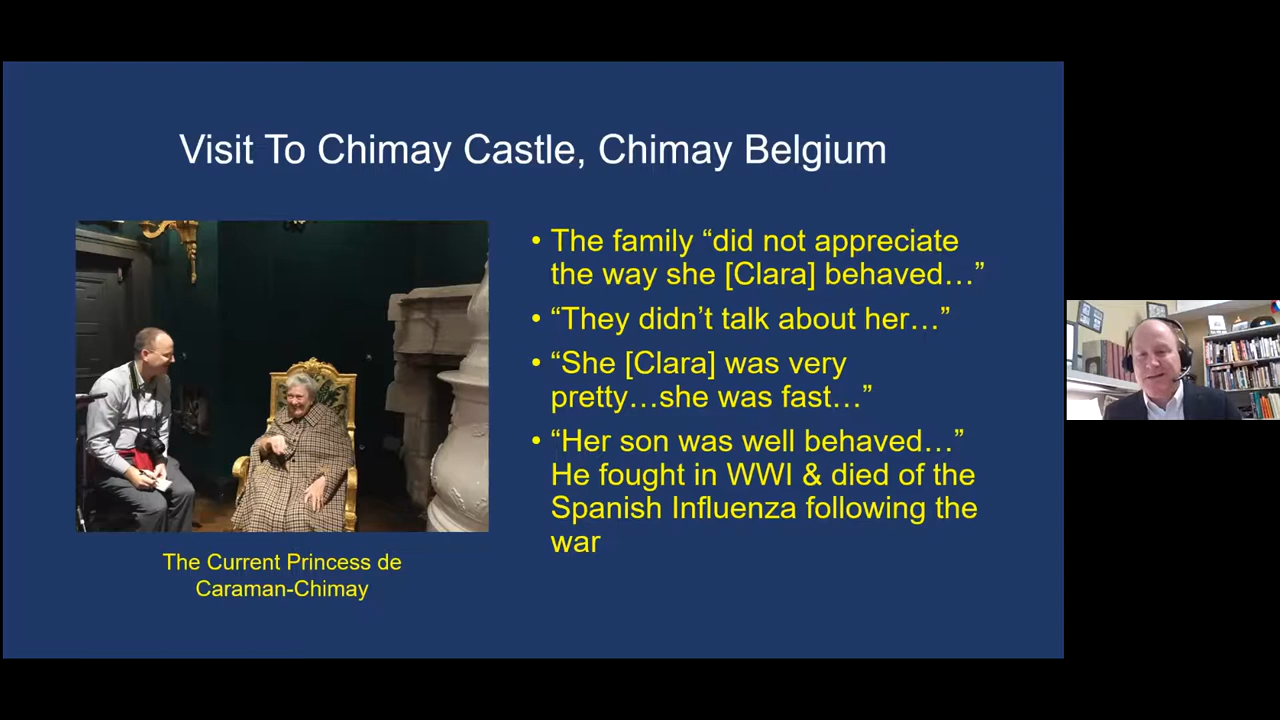 Visit To Chimay Castle, Chimay Belgium
• The family “did not appreciate
the way she [Clara] behaved…”
• “They didn’t talk about her…”
• “She [Clara] was very
pretty…she was fast…”
• “Her son was well behaved…”
He fought in WWI & died of the
Spanish Influenza following the
war
The Current Princess de
Caraman-Chimay